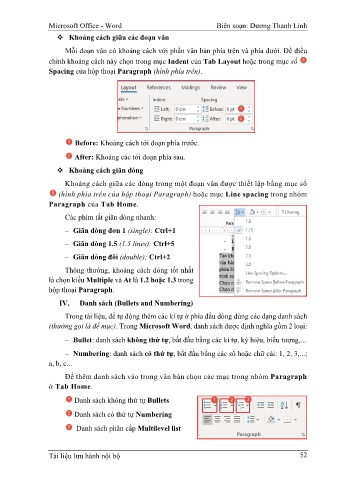 Microsoft Office - Word Biên soạn: Dương Thanh Linh
❖ Khoảng cách giữa các đoạn văn
Mỗi đoạn văn có khoảng cách với phần văn bản phía trên và phía dưới. Để điều
chỉnh khoảng cách này chọn trong mục Indent của Tab Layout hoặc trong mục số 4
Spacing của hộp thoại Paragraph (hình phía trên).
Layout References Mailings Review View
Indent Spacing
Left: 0 cm Before: 0 pt 1
Right: 0 cm After: 0 pt 2
Paragraph
1 Before: Khoảng cách tới đoạn phía trước.
2 After: Khoảng các tới đoạn phía sau.
❖ Khoảng cách giãn dòng
Khoảng cách giữa các dòng trong một đoạn văn được thiết lập bằng mục số
(hình phía trên của hộp thoại Paragraph) hoặc mục Line spacing trong nhóm
Paragraph của Tab Home.
Các phím tắt giãn dòng nhanh:
– Giãn dòng đơn 1 (single): Ctrl+1
– Giãn dòng 1.5 (1.5 lines): Ctrl+5
– Giãn dòng đôi (double): Ctrl+2
Thông thường, khoảng cách dòng tốt nhất
là chọn kiểu Multiple và At là 1.2 hoặc 1.3 trong
hộp thoại Paragraph.
1.0
1.15
1.5
2.0
2.5
3.0
Line Spacing Options...
Remove Space Before Paragraph
Remove Space After Paragraph
IV. Danh sách (Bullets and Numbering)
Trong tài liệu, để tự động thêm các kí tự ở phía đầu dòng dùng các dạng danh sách
(thường gọi là đề mục). Trong Microsoft Word, danh sách được định nghĩa gồm 2 loại:
– Bullet: danh sách không thứ tự, bắt đầu bằng các kí tự, ký hiệu, biểu tượng,...
– Numbering: danh sách có thứ tự, bắt đầu bằng các số hoặc chữ cái: 1, 2, 3,...;
a, b, c...
Để thêm danh sách vào trong văn bản chọn các mục trong nhóm Paragraph
ở Tab Home.
1 Danh sách không thứ tự Bullets
2 Danh sách có thứ tự Numbering
3 Danh sách phân cấp Multilevel list
1 2 3
Paragraph
Tài liệu lưu hành nội bộ 52